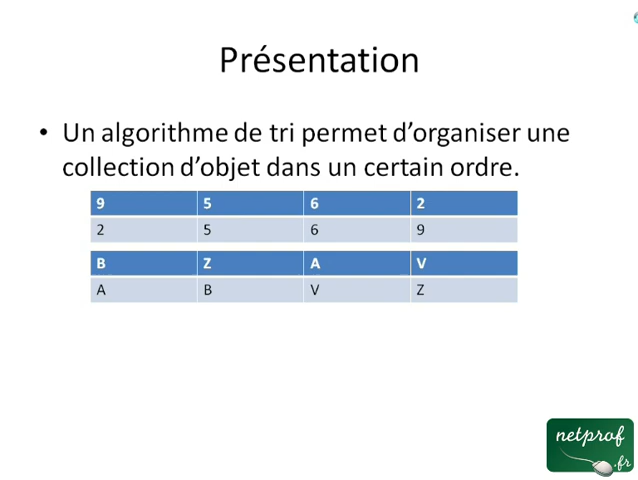 Présentation
• Un algorithme de tri permet d’organiser une
collection d’objet dans un certain ordre.
9 5 6 2
2 5 6 9
B Z A V
A B V Z
netprof
.fr